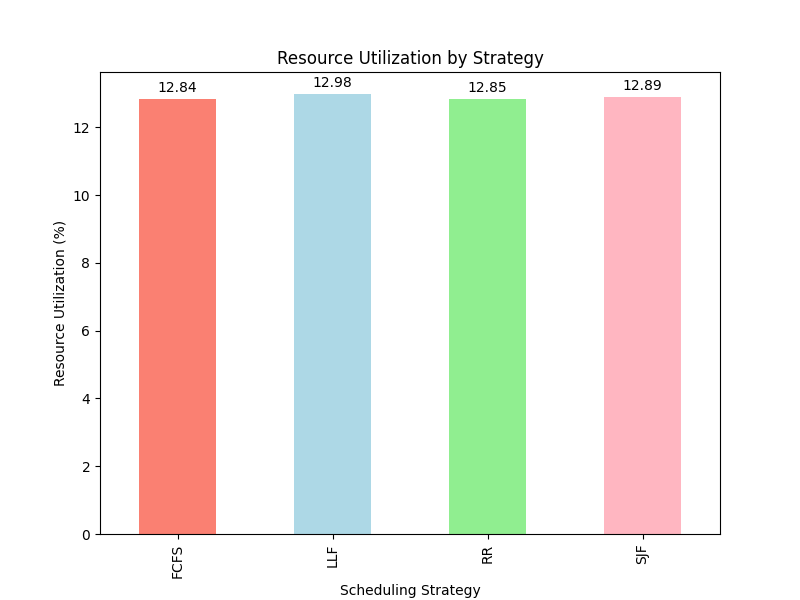 Resource Utilization by Strategy
12.84
12.98
12.85
12.89
12
10
8
6
4
2
0
Resource Utilization (%)
FCFS
LLF
RR
SJF
Scheduling Strategy